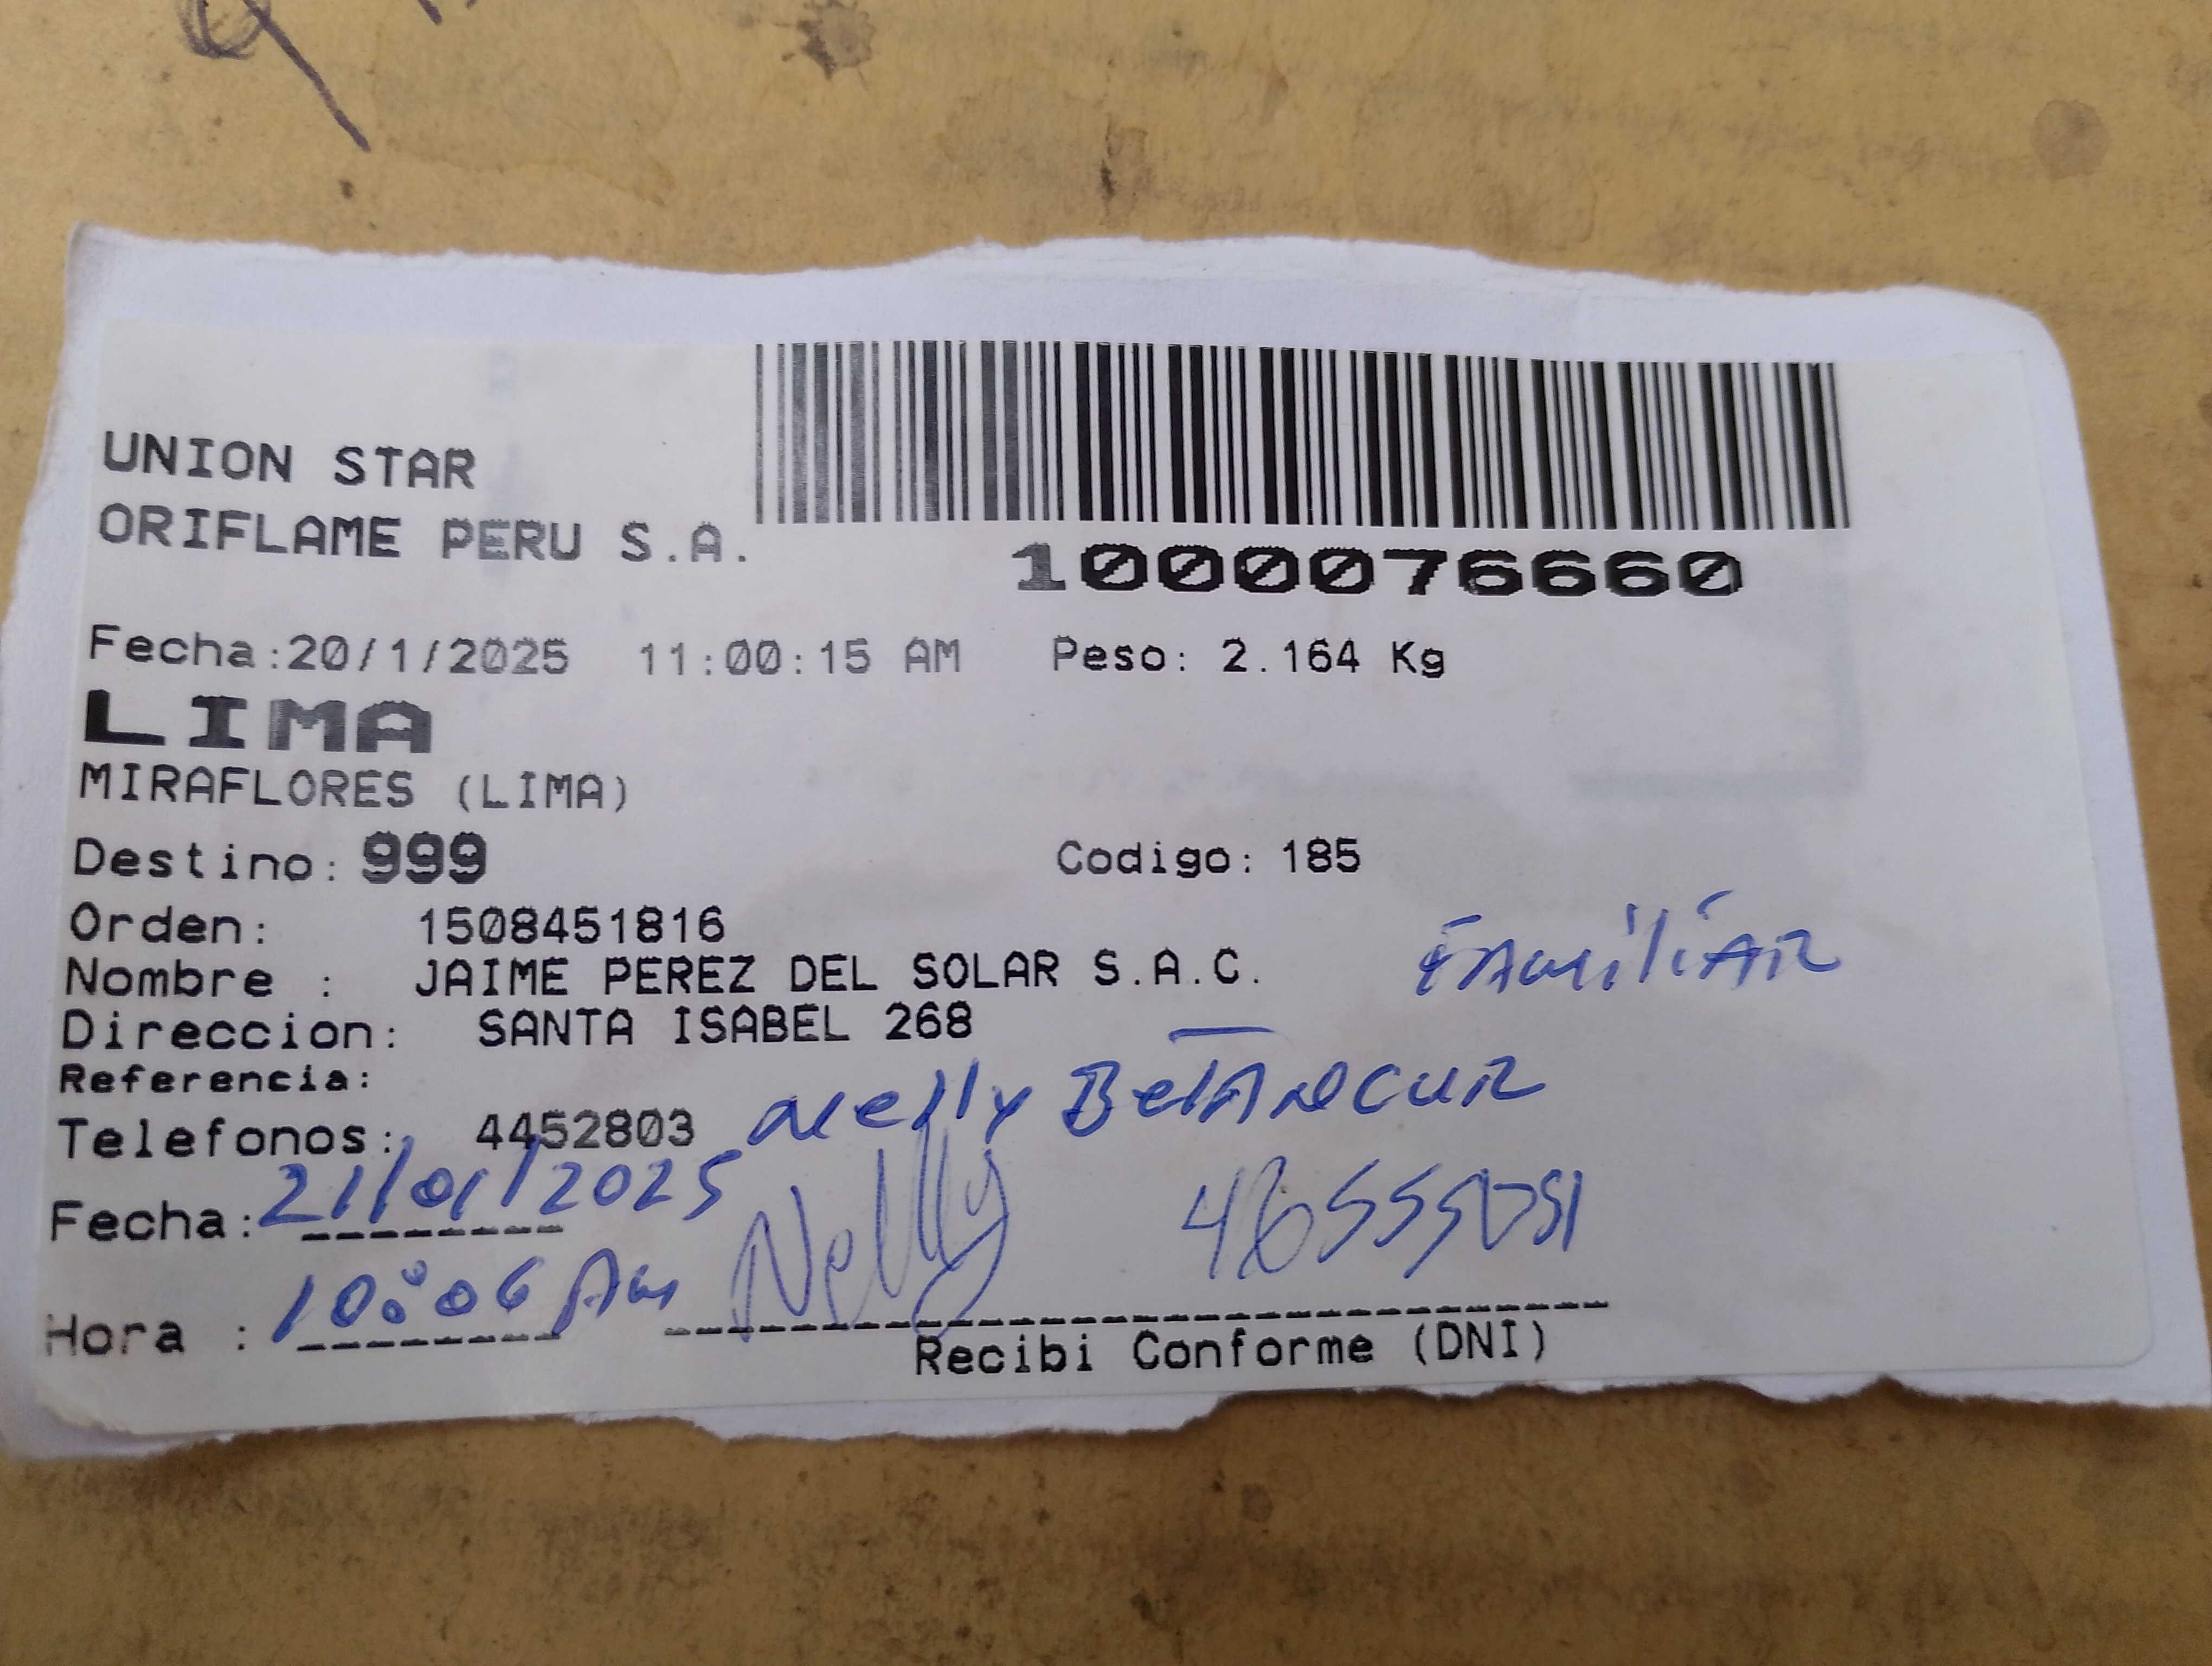 UNION STAR
ORIFLAME PERU S.A.
1000076660
Fecha:20/1/2025 11:00:15 AM Peso: 2.164 Kg
LIMA
MIRAFLORES (LIMA)
Destino: 999 Codigo: 185
Orden: 1508451816
Nombre : JAIME PEREZ DEL SOLAR S.A.C. FAmiliAR
Direccion: SANTA ISABEL 268
Referencia:
Telefonos: 4452803 Nelly BetANCUR
Fecha: 21/01/2025 Nelly
Hora : 10:06 Am
Recibi Conforme (DNI)